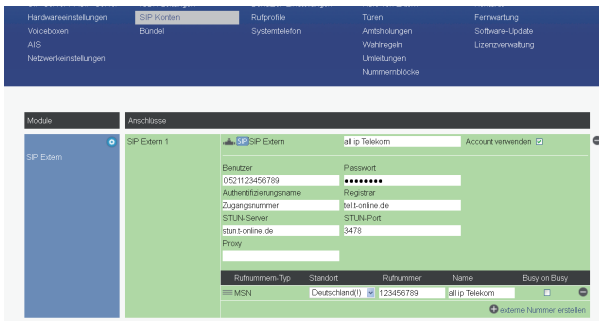 Hardwareeinstellungen SIP Konten Rufprofile Türen Fernwartung
Voiceboxen Bündel Systemtelefon Amtsholungen Software-Update
AIS Wahlregeln Lizenzverwaltung
Netzwerkeinstellungen Umleitungen
Nummernblöcke
Module Anschlüsse
SIP Extern SIP Extern 1 SIP SIP Extern all ip Telekom Account verwenden
Benutzer Passwort
0521123456789 ●●●●●●●●
Authentifizierungsname Registrar
Zugangsnummer tel.t-online.de
STUN-Server STUN-Port
stun.t-online.de 3478
Proxy
Rufnummern-Typ Standort Rufnummer Name Busy on Busy
MSN Deutschland(!) 123456789 all ip Telekom
externe Nummer erstellen